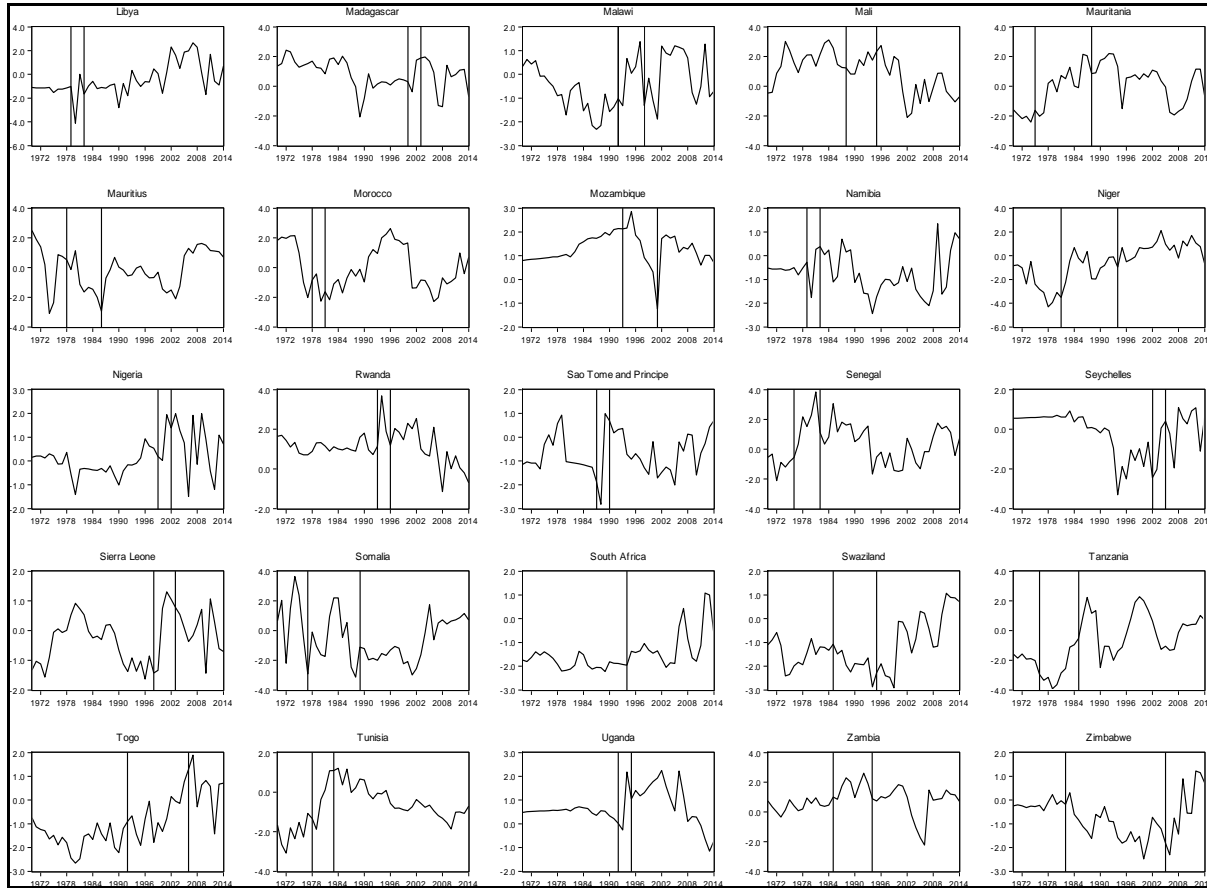 Libya
4.0
2.0
0.0
-2.0
-4.0
-6.0
1972 1978 1984 1990 1996 2002 2008 2014
Madagascar
4.0
2.0
0.0
-2.0
-4.0
1972 1978 1984 1990 1996 2002 2008 2014
Malawi
2.0
1.0
0.0
-1.0
-2.0
-3.0
1972 1978 1984 1990 1996 2002 2008 2014
Mali
4.0
2.0
0.0
-2.0
-4.0
1972 1978 1984 1990 1996 2002 2008 2014
Mauritania
4.0
2.0
0.0
-2.0
-4.0
1972 1978 1984 1990 1996 2002 2008 2014
Mauritius
4.0
2.0
0.0
-2.0
-4.0
1972 1978 1984 1990 1996 2002 2008 2014
Morocco
4.0
2.0
0.0
-2.0
-4.0
1972 1978 1984 1990 1996 2002 2008 2014
Mozambique
3.0
2.0
1.0
0.0
-1.0
-2.0
1972 1978 1984 1990 1996 2002 2008 2014
Namibia
2.0
1.0
0.0
-1.0
-2.0
-3.0
1972 1978 1984 1990 1996 2002 2008 2014
Niger
4.0
2.0
0.0
-2.0
-4.0
-6.0
1972 1978 1984 1990 1996 2002 2008 2014
Nigeria
3.0
2.0
1.0
0.0
-1.0
-2.0
1972 1978 1984 1990 1996 2002 2008 2014
Rwanda
4.0
2.0
0.0
-2.0
1972 1978 1984 1990 1996 2002 2008 2014
Sao Tome and Principe
2.0
1.0
0.0
-1.0
-2.0
-3.0
1972 1978 1984 1990 1996 2002 2008 2014
Senegal
4.0
2.0
0.0
-2.0
-4.0
1972 1978 1984 1990 1996 2002 2008 2014
Seychelles
2.0
1.0
0.0
-1.0
-2.0
-3.0
-4.0
1972 1978 1984 1990 1996 2002 2008 2014
Sierra Leone
2.0
1.0
0.0
-1.0
-2.0
1972 1978 1984 1990 1996 2002 2008 2014
Somalia
4.0
2.0
0.0
-2.0
-4.0
1972 1978 1984 1990 1996 2002 2008 2014
South Africa
2.0
1.0
0.0
-1.0
-2.0
-3.0
1972 1978 1984 1990 1996 2002 2008 2014
Swaziland
2.0
1.0
0.0
-1.0
-2.0
-3.0
1972 1978 1984 1990 1996 2002 2008 2014
Tanzania
4.0
2.0
0.0
-2.0
-4.0
1972 1978 1984 1990 1996 2002 2008 2014
Togo
2.0
1.0
0.0
-1.0
-2.0
-3.0
1972 1978 1984 1990 1996 2002 2008 2014
Tunisia
2.0
0.0
-2.0
-4.0
1972 1978 1984 1990 1996 2002 2008 2014
Uganda
3.0
2.0
1.0
0.0
-1.0
-2.0
1972 1978 1984 1990 1996 2002 2008 2014
Zambia
4.0
2.0
0.0
-2.0
-4.0
1972 1978 1984 1990 1996 2002 2008 2014
Zimbabwe
2.0
1.0
0.0
-1.0
-2.0
-3.0
1972 1978 1984 1990 1996 2002 2008 2014